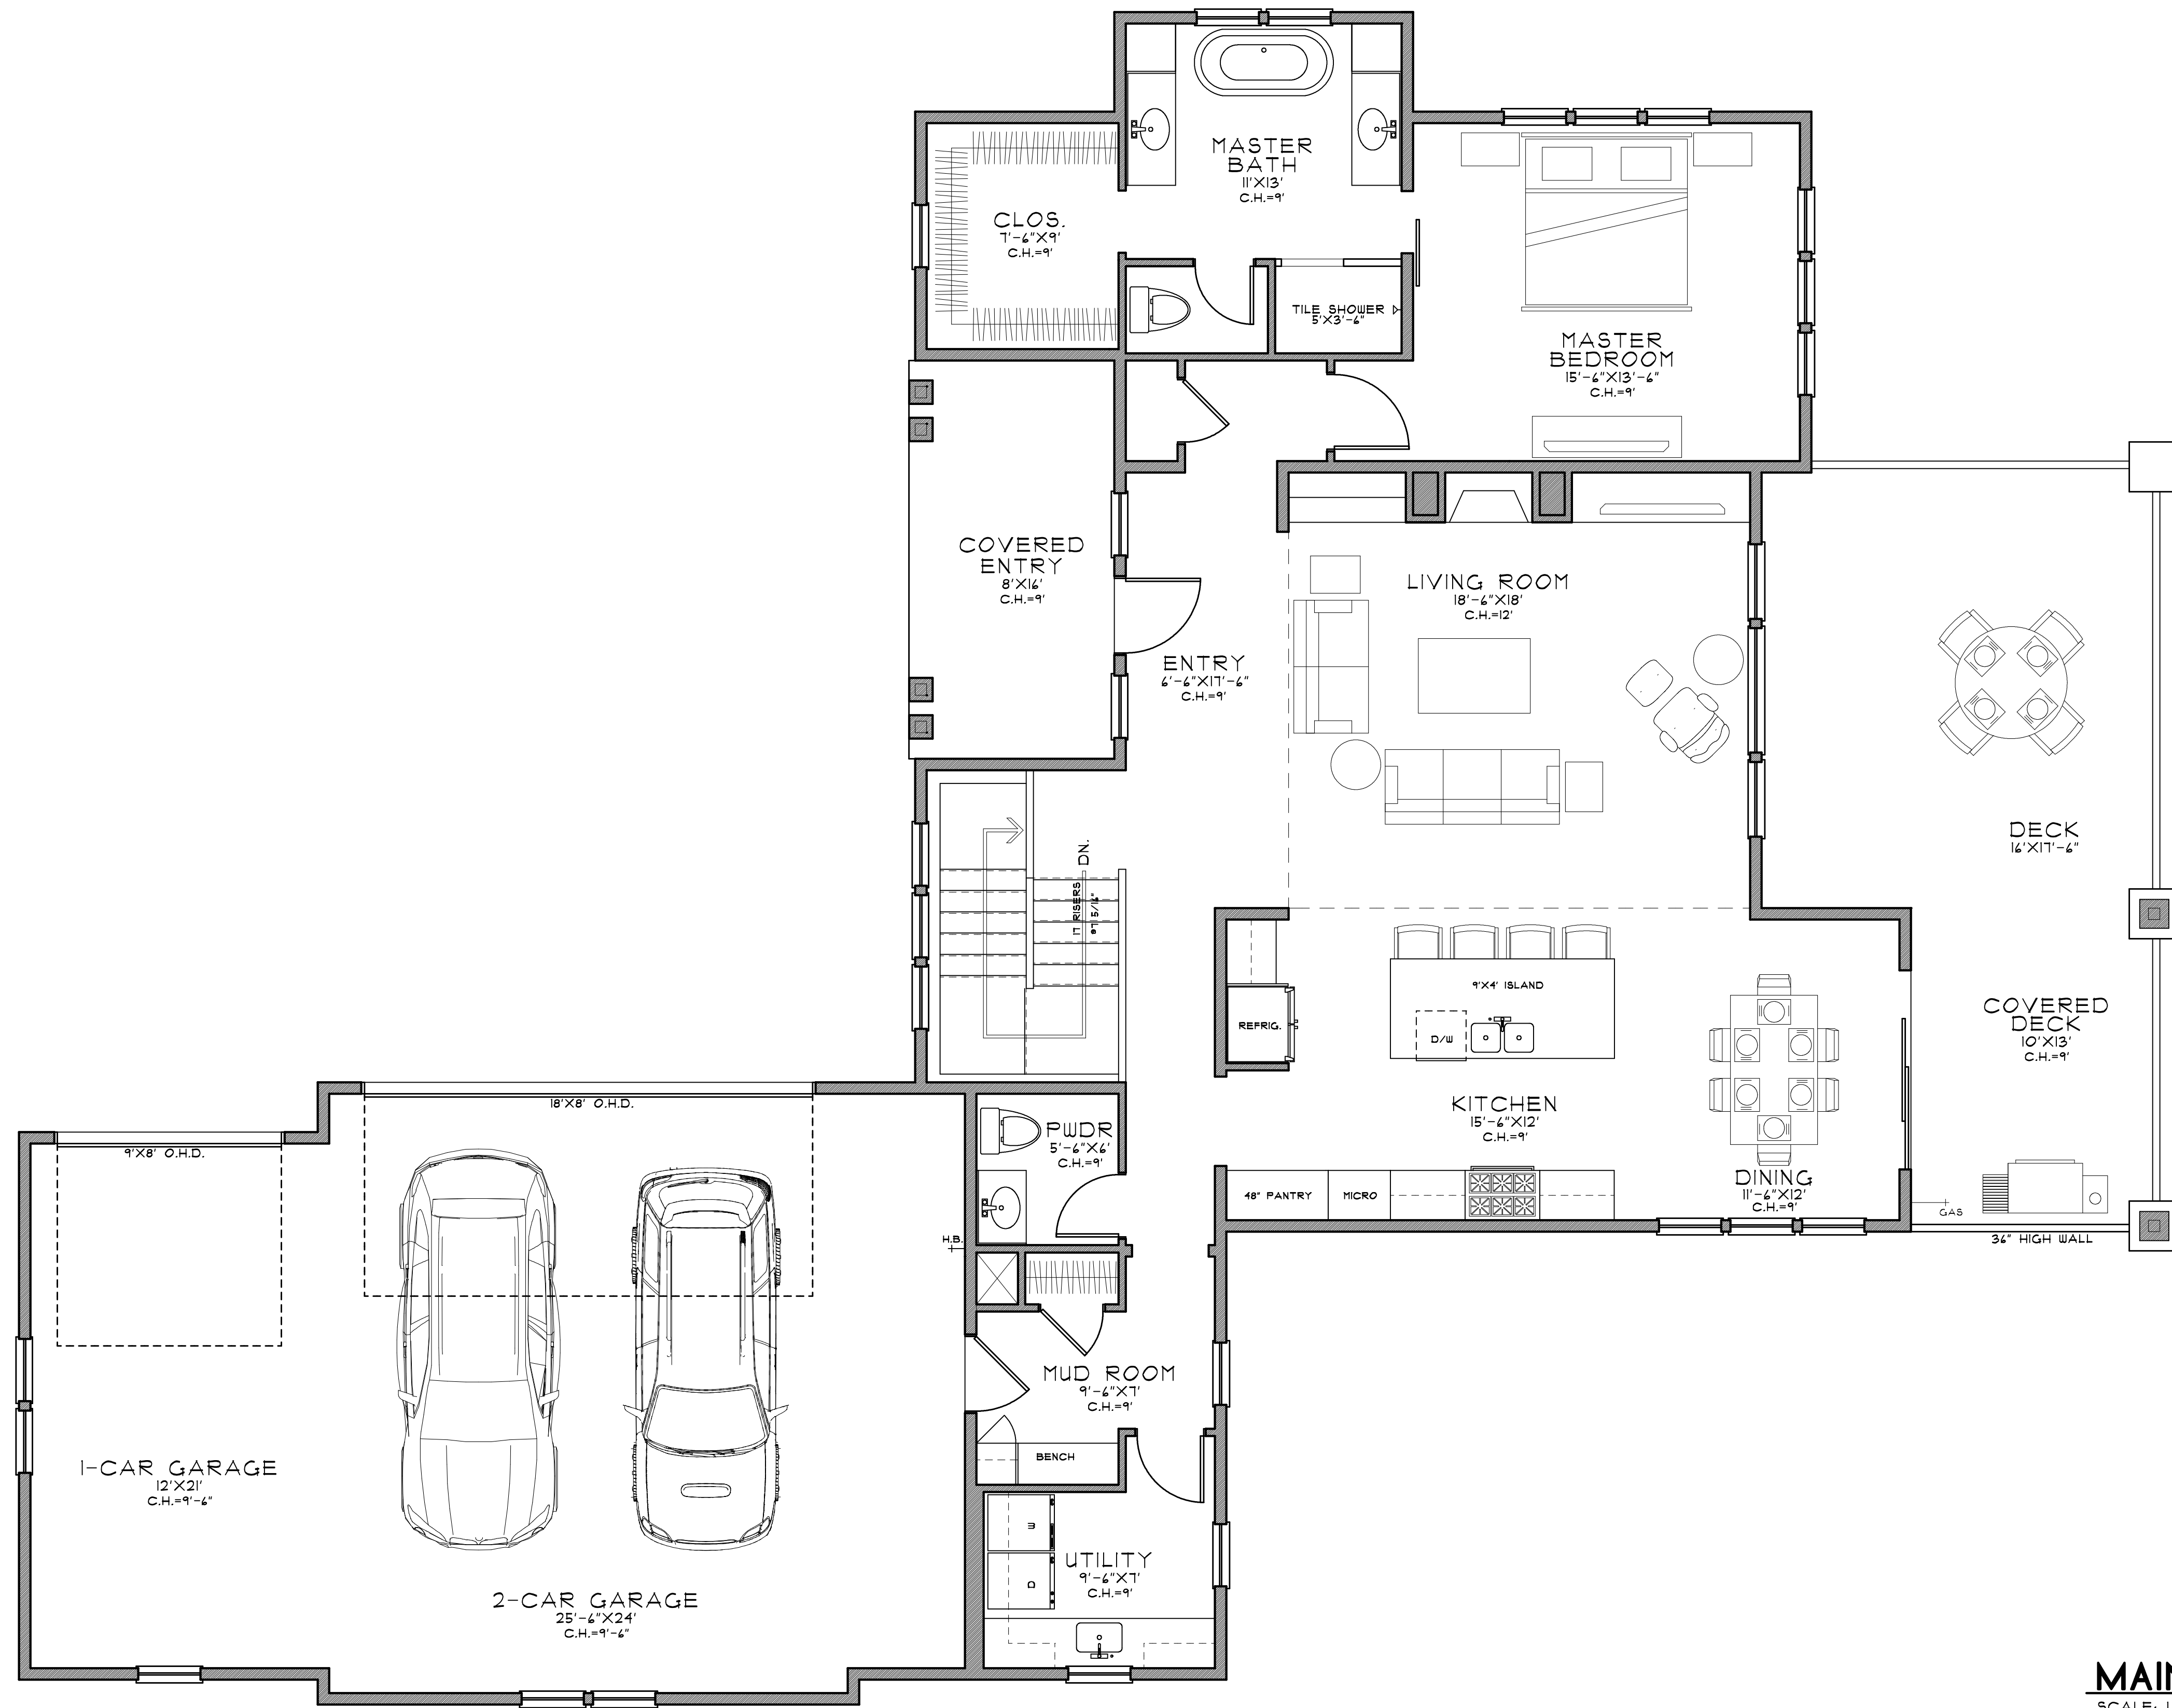 MASTER
BATH
11'X13'
C.H.=9'
CLOS.
7'-6"X9'
C.H.=9'
TILE SHOWER
5'X3'-6"
MASTER
BEDROOM
15'-6"X13'-6"
C.H.=9'
COVERED
ENTRY
8'X16'
C.H.=9'
LIVING ROOM
18'-6"X18'
C.H.=12'
ENTRY
6'-6"X17'-6"
C.H.=9'
DECK
16'X17'-6"
DN.
17 RISERS
@7 5/16"
9'X4' ISLAND
REFRIG.
D/W
COVERED
DECK
10'X13'
C.H.=9'
KITCHEN
15'-6"X12'
C.H.=9'
18'X8' O.H.D.
9'X8' O.H.D.
PWDR
5'-6"X6'
C.H.=9'
48" PANTRY
MICRO
DINING
11'-6"X12'
C.H.=9'
GAS
36" HIGH WALL
H.B.
MUD ROOM
9'-6"X7'
C.H.=9'
BENCH
1-CAR GARAGE
12'X21'
C.H.=9'-6"
W
D
UTILITY
9'-6"X7'
C.H.=9'
2-CAR GARAGE
25'-6"X24'
C.H.=9'-6"
MAIN
SCALE: